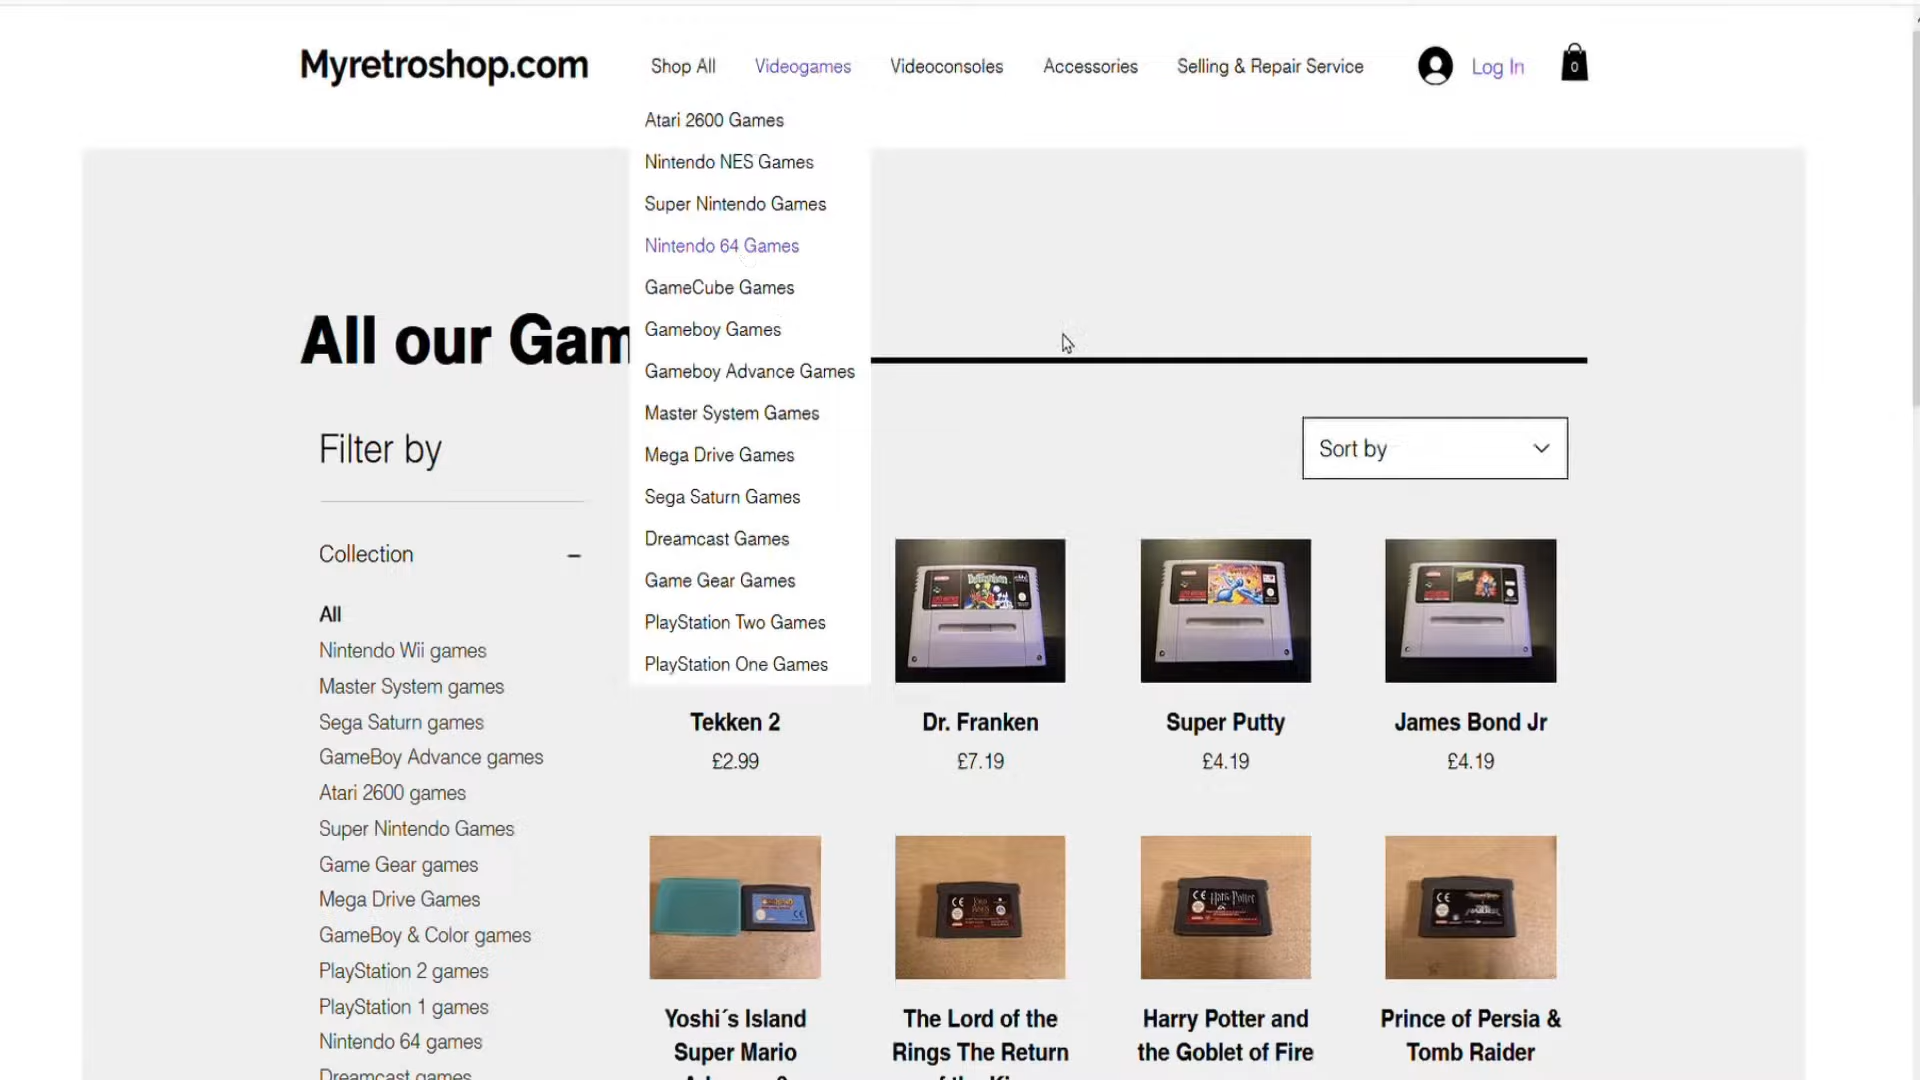 Myretroshop.com
Shop All
Videogames
Videoconsoles
Accessories
Selling & Repair Service
Log In
0
Atari 2600 Games
Nintendo NES Games
Super Nintendo Games
Nintendo 64 Games
GameCube Games
Gameboy Games
Gameboy Advance Games
Master System Games
Mega Drive Games
Sega Saturn Games
Dreamcast Games
Game Gear Games
PlayStation Two Games
PlayStation One Games
All our Gam
Filter by
Sort by
Collection
All
Nintendo Wii games
Master System games
Sega Saturn games
GameBoy Advance games
Atari 2600 games
Super Nintendo Games
Game Gear games
Mega Drive Games
GameBoy & Color games
PlayStation 2 games
PlayStation 1 games
Nintendo 64 games
Dreamcast games
Tekken 2
£2.99
Dr. Franken
£7.19
Super Putty
£4.19
James Bond Jr
£4.19
Yoshi´s Island
Super Mario
The Lord of the
Rings The Return
Harry Potter and
the Goblet of Fire
Prince of Persia &
Tomb Raider